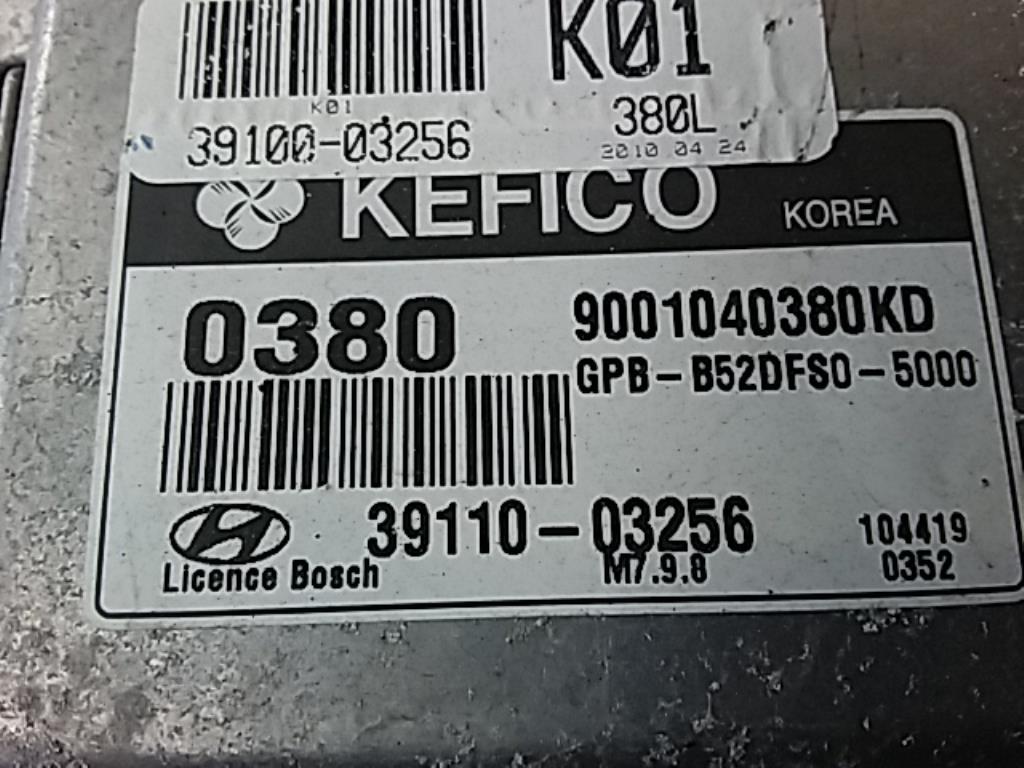 K01
K01
39100-03256
380L
2010 04 24
KEFICO
KOREA
0380
9001040380KD
GPB-B52DFS0-5000
39110-03256
104419
Licence Bosch
M7.9.8
0352